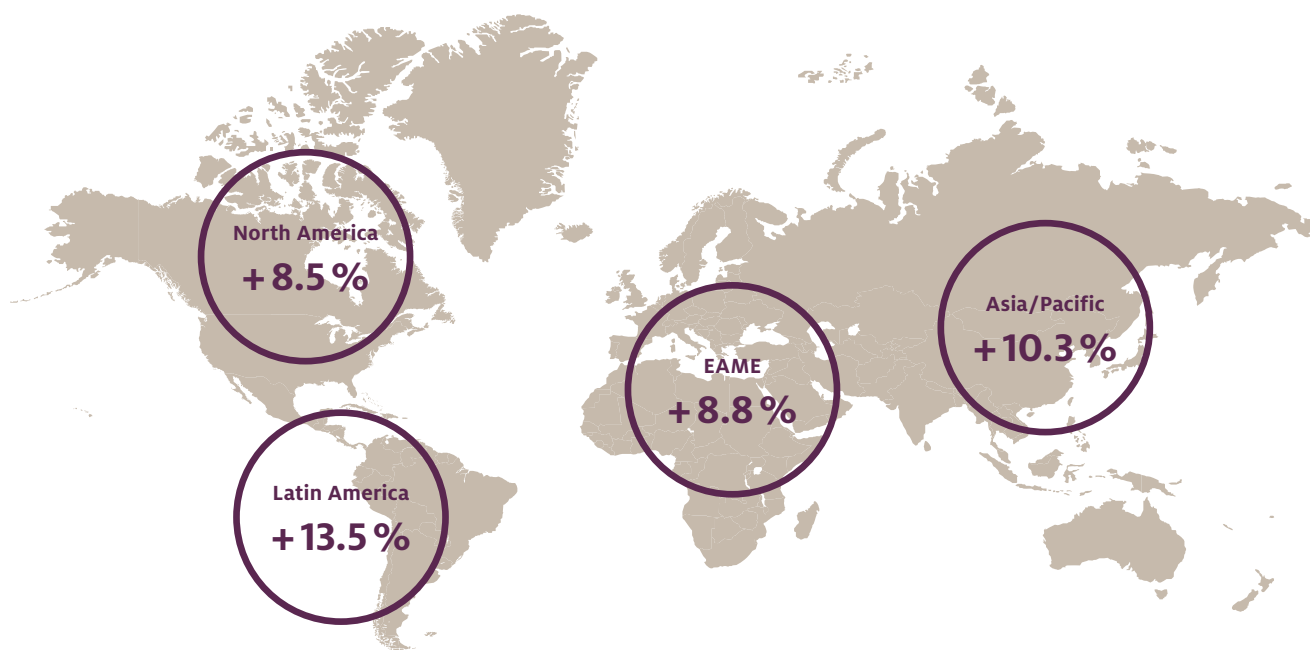 North America
+ 8.5 %
Asia/Pacific
+ 10.3 %
EAME
+ 8.8 %
Latin America
+ 13.5 %